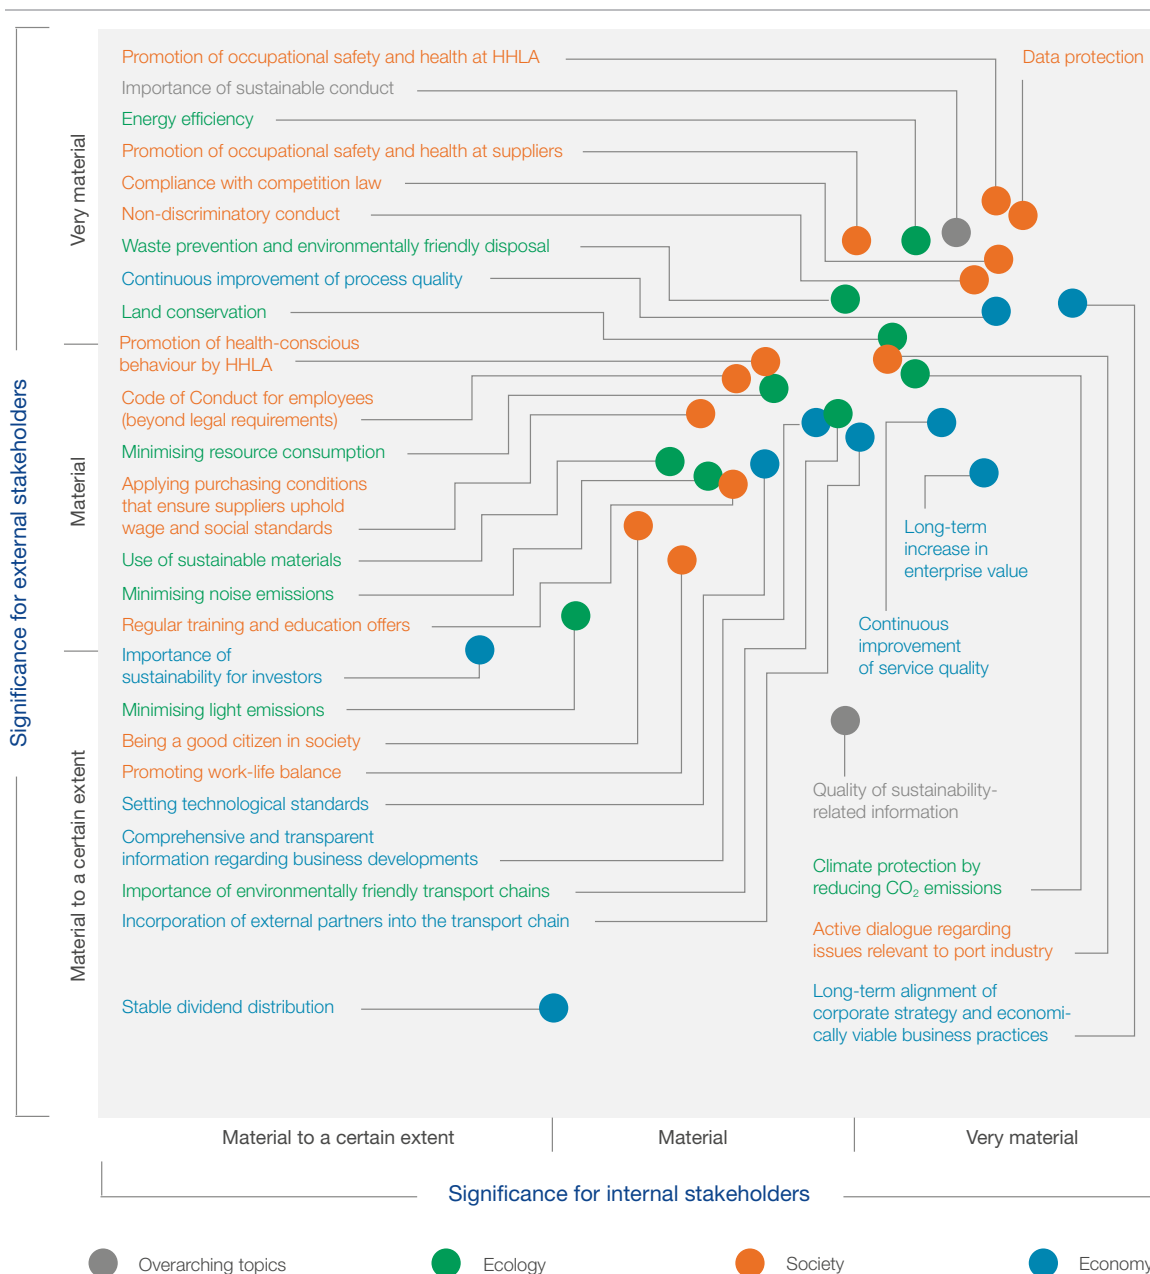 Promotion of occupational safety and health at HHLA
Data protection
Importance of sustainable conduct
Energy efficiency
Promotion of occupational safety and health at suppliers
Compliance with competition law
Non-discriminatory conduct
Waste prevention and environmentally friendly disposal
Continuous improvement of process quality
Land conservation
Promotion of health-conscious
behaviour by HHLA
Code of Conduct for employees
(beyond legal requirements)
Minimising resource consumption
Applying purchasing conditions
that ensure suppliers uphold
wage and social standards
Use of sustainable materials
Minimising noise emissions
Regular training and education offers
Importance of
sustainability for investors
Minimising light emissions
Being a good citizen in society
Promoting work-life balance
Setting technological standards
Comprehensive and transparent
information regarding business developments
Importance of environmentally friendly transport chains
Incorporation of external partners into the transport chain
Stable dividend distribution
Long-term
increase in
enterprise value
Continuous
improvement
of service quality
Quality of sustainability-
related information
Climate protection by
reducing CO₂ emissions
Active dialogue regarding
issues relevant to port industry
Long-term alignment of
corporate strategy and economi-
cally viable business practices
Significance for external stakeholders
Very material
Material
Material to a certain extent
Material to a certain extent
Material
Very material
Significance for internal stakeholders
Overarching topics
Ecology
Society
Economy